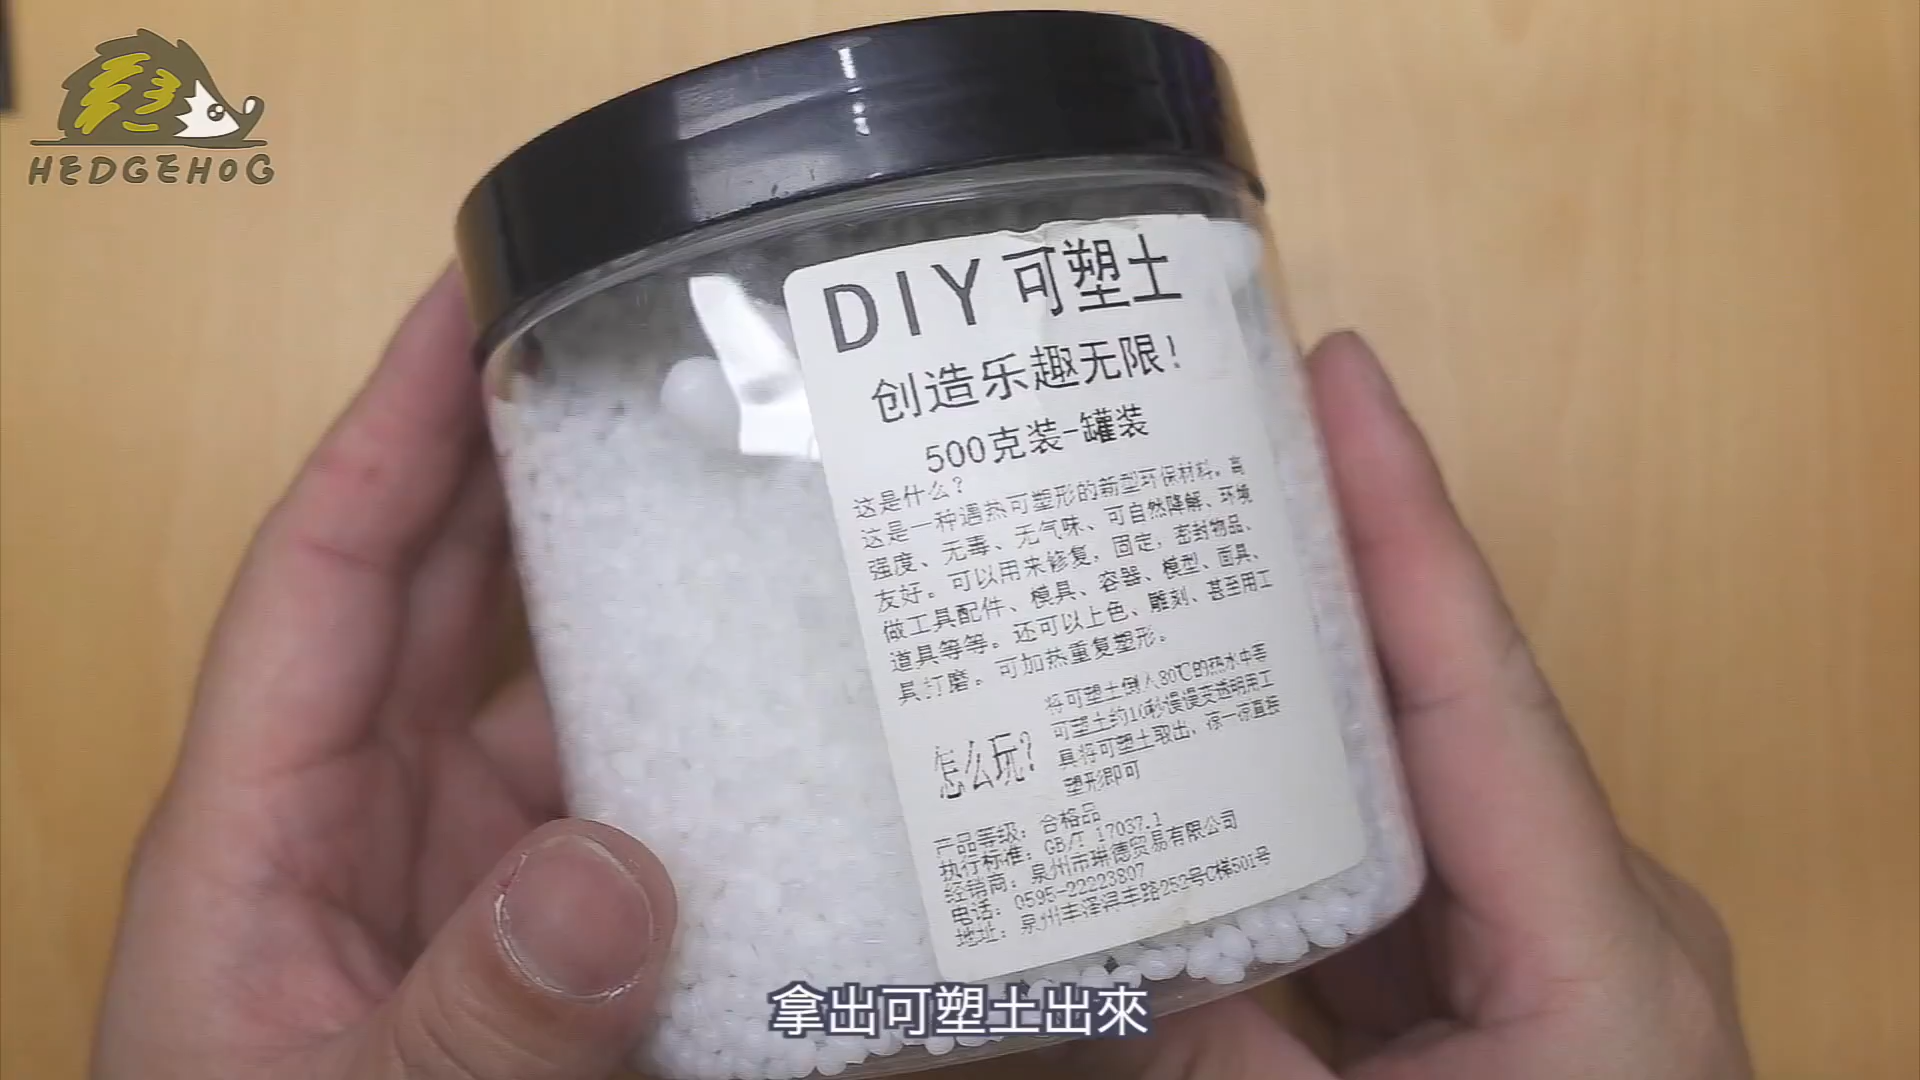 HEDGEHOG
DIY可塑土
创造乐趣无限!
500克装-罐装
这是什么?
这是一种遇热可塑形的新型环保材料。高
强度、无毒、无气味、可自然降解、环境
友好。可以用来修复，固定，密封物品、
做工具配件、模具、容器、模型、面具、
道具等等。还可以上色、雕刻、甚至用工
具打磨。可加热重复塑形。
怎么玩?
将可塑土倒入80℃的热水中等
可塑土约10秒慢慢变透明用工
具将可塑土取出，凉一凉直接
塑形即可
产品等级: 合格品
执行标准: GB/T 17037.1
经销商: 泉州市琳德贸易有限公司
电话: 0595-22223807
地址: 泉州丰泽浔丰路252号C梯501号
拿出可塑土出來